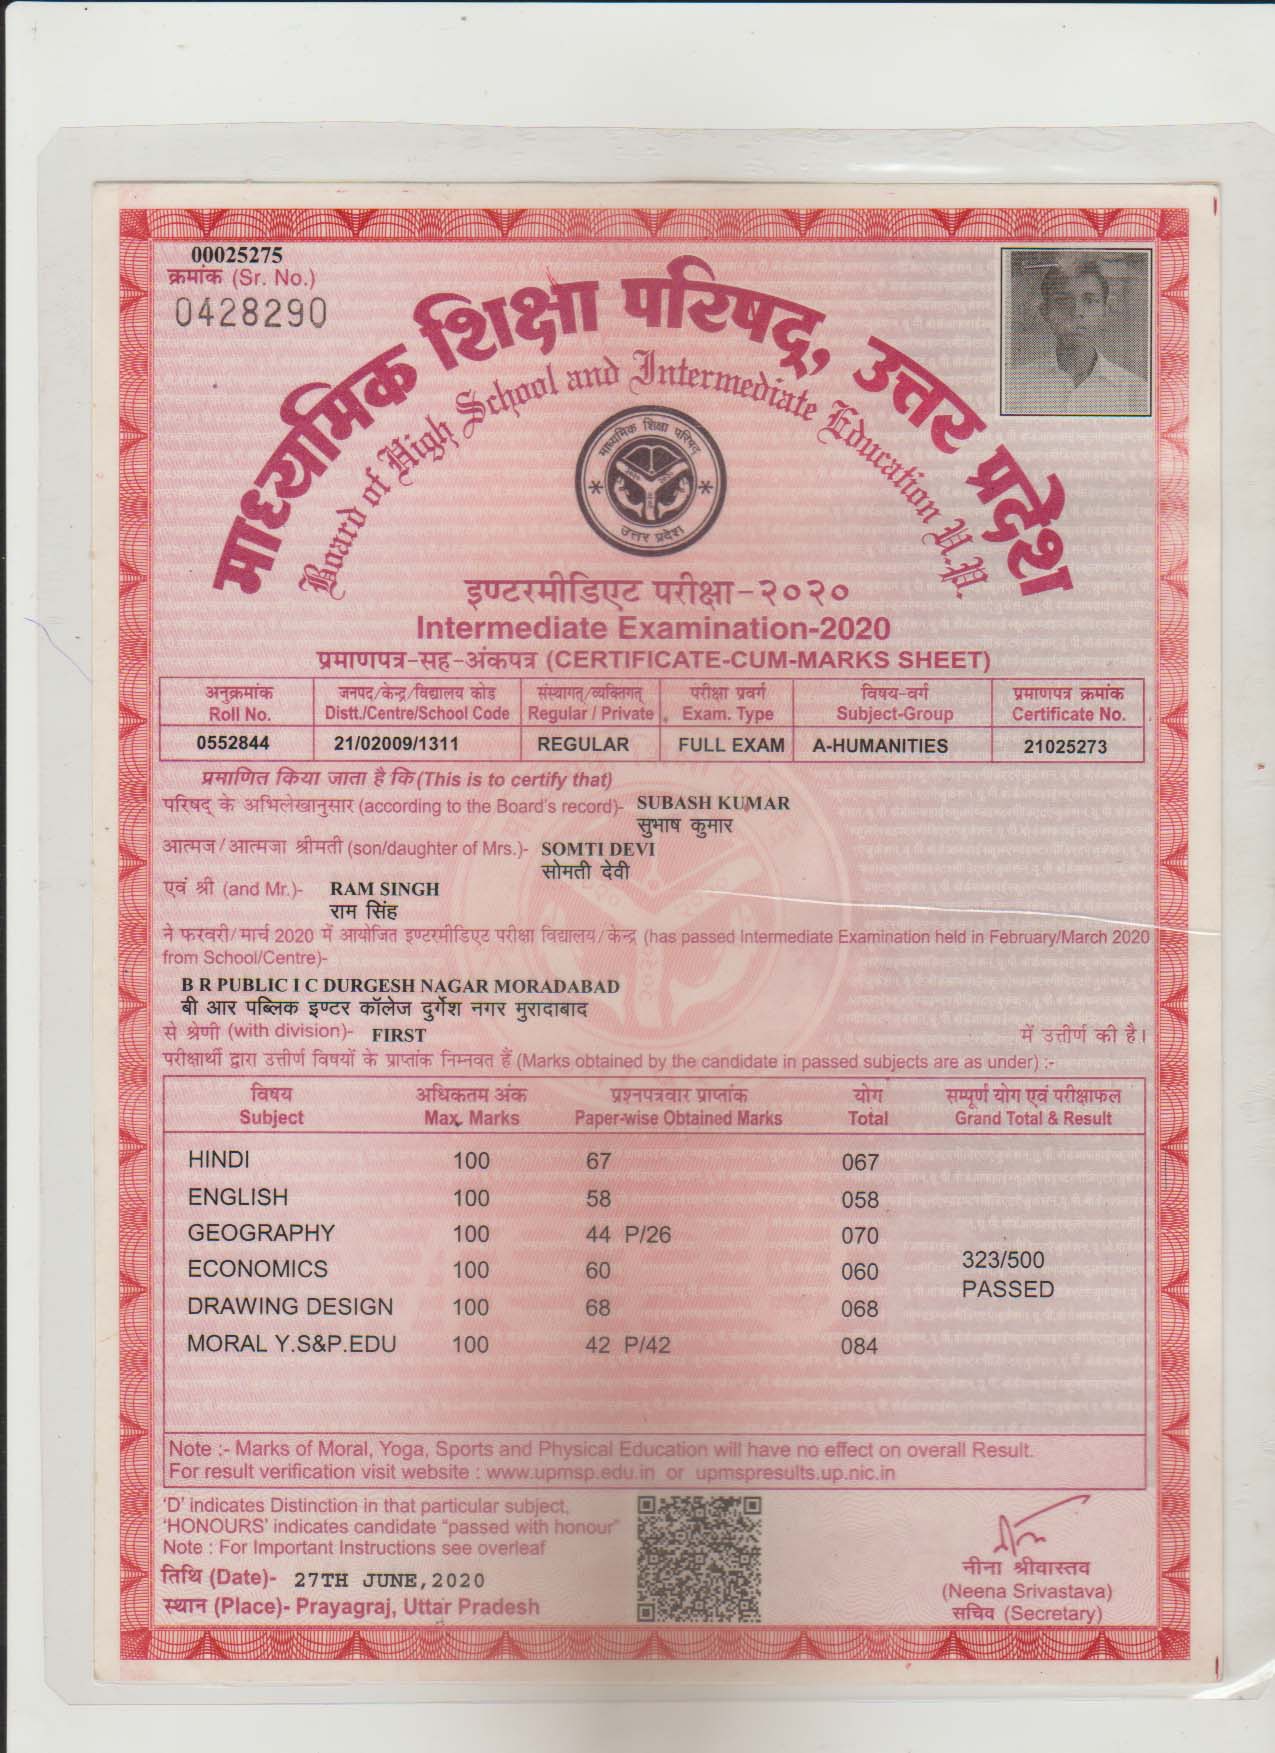 00025275
क्रमांक (Sr. No.)
0428290
माध्यमिक शिक्षा परिषद्, उत्तर प्रदेश
Board of High School and Intermediate Education U.P.
माध्यमिक शिक्षा परिषद्
उत्तर प्रदेश
इण्टरमीडिएट परीक्षा-२०२०
Intermediate Examination-2020
प्रमाणपत्र-सह-अंकपत्र (CERTIFICATE-CUM-MARKS SHEET)
अनुक्रमांक जनपद/केन्द्र/विद्यालय कोड संस्थागत्/व्यक्तिगत् परीक्षा प्रवर्ग विषय-वर्ग प्रमाणपत्र क्रमांक
Roll No. Distt./Centre/School Code Regular / Private Exam. Type Subject-Group Certificate No.
0552844 21/02009/1311 REGULAR FULL EXAM A-HUMANITIES 21025273
प्रमाणित किया जाता है कि (This is to certify that)
परिषद् के अभिलेखानुसार (according to the Board's record)- SUBASH KUMAR
सुभाष कुमार
आत्मज/आत्मजा श्रीमती (son/daughter of Mrs.)- SOMTI DEVI
सोमती देवी
एवं श्री (and Mr.)- RAM SINGH
राम सिंह
ने फरवरी/मार्च 2020 में आयोजित इण्टरमीडिएट परीक्षा विद्यालय/केन्द्र (has passed Intermediate Examination held in February/March 2020
from School/Centre)-
B R PUBLIC I C DURGESH NAGAR MORADABAD
बी आर पब्लिक इण्टर कॉलेज दुर्गेश नगर मुरादाबाद
से श्रेणी (with division)- FIRST में उत्तीर्ण की है।
परीक्षार्थी द्वारा उत्तीर्ण विषयों के प्राप्तांक निम्नवत हैं (Marks obtained by the candidate in passed subjects are as under) :-
विषय अधिकतम अंक प्रश्नपत्रवार प्राप्तांक योग सम्पूर्ण योग एवं परीक्षाफल
Subject Max. Marks Paper-wise Obtained Marks Total Grand Total & Result
HINDI 100 67 067
ENGLISH 100 58 058
GEOGRAPHY 100 44 P/26 070
323/500
ECONOMICS 100 60 060
PASSED
DRAWING DESIGN 100 68 068
MORAL Y.S&P.EDU 100 42 P/42 084
Note :- Marks of Moral, Yoga, Sports and Physical Education will have no effect on overall Result.
For result verification visit website : www.upmsp.edu.in or upmspresults.up.nic.in
'D' indicates Distinction in that particular subject,
'HONOURS' indicates candidate "passed with honour"
Note : For Important Instructions see overleaf
तिथि (Date)- 27TH JUNE,2020
स्थान (Place)- Prayagraj, Uttar Pradesh
नीना श्रीवास्तव
(Neena Srivastava)
सचिव (Secretary)